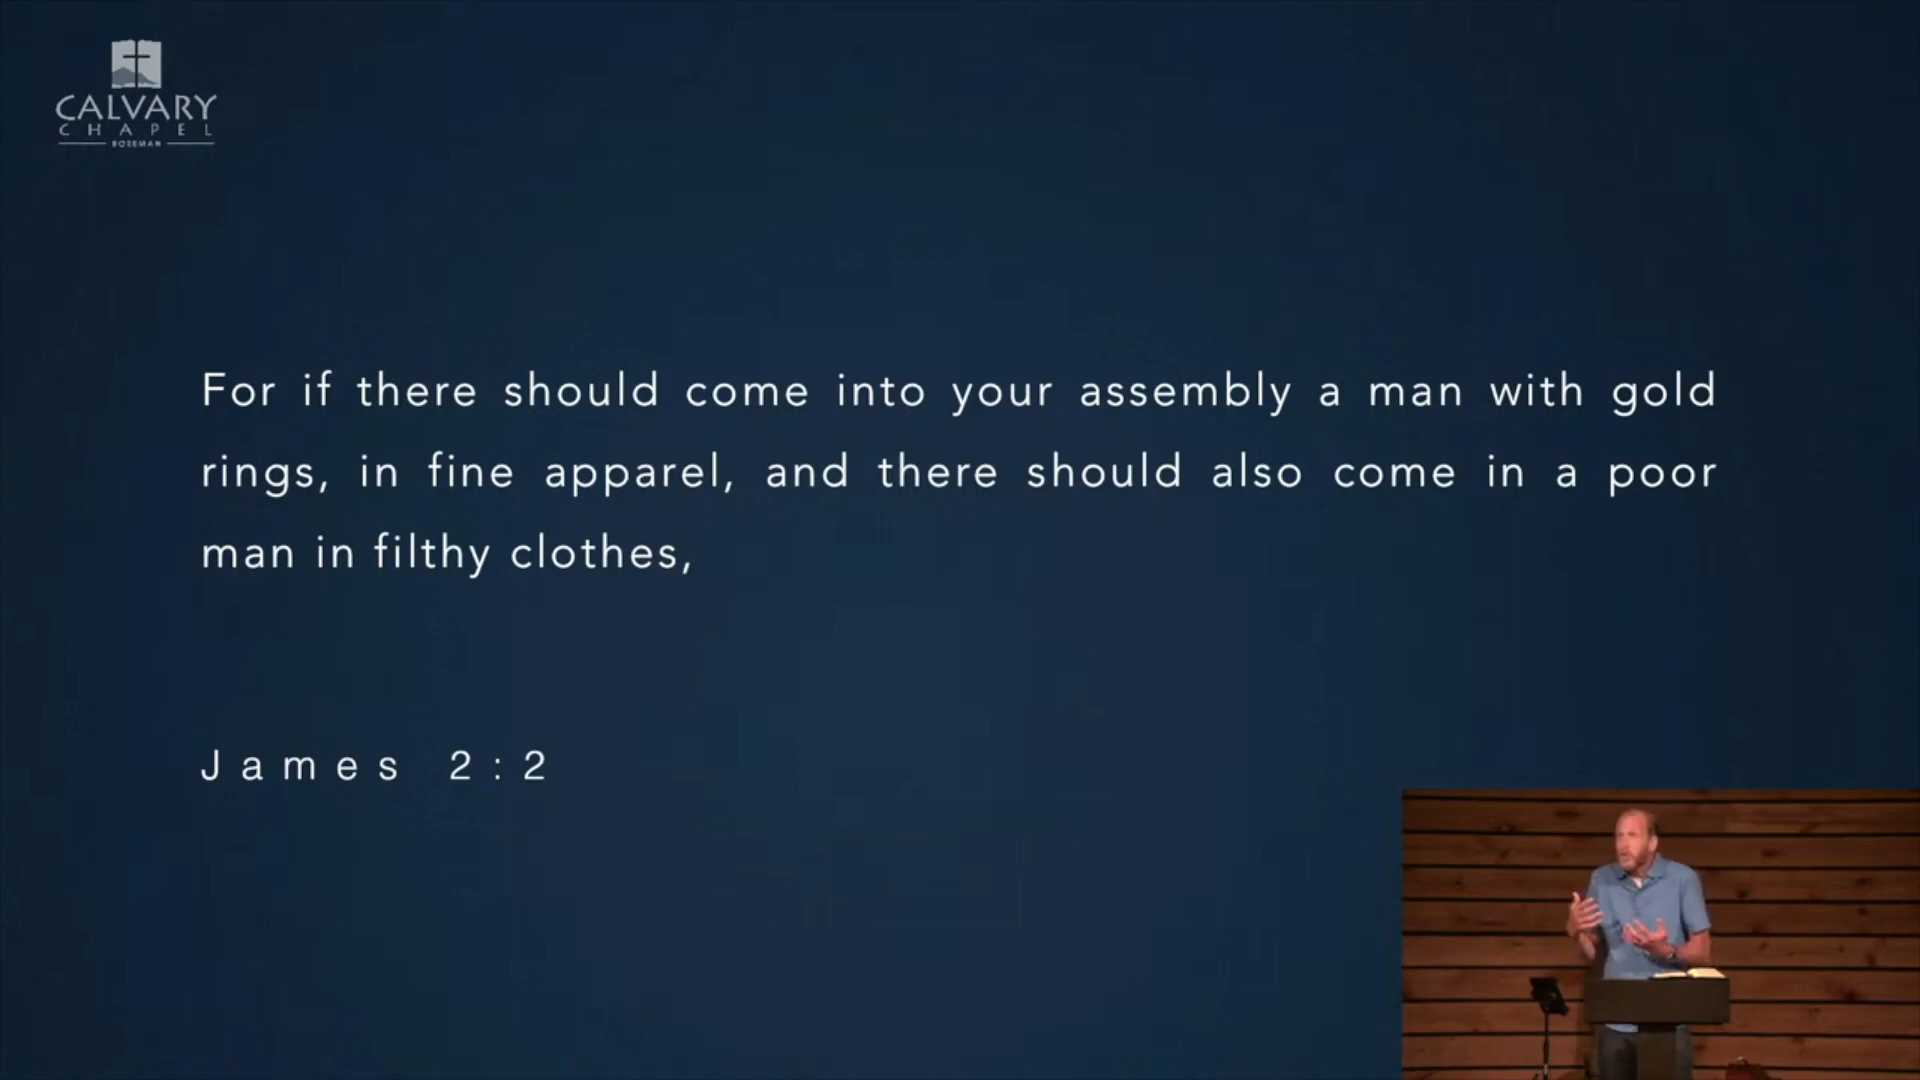 CALVARY
CHAPEL
BOZEMAN
For if there should come into your assembly a man with gold
rings, in fine apparel, and there should also come in a poor
man in filthy clothes,
James 2:2